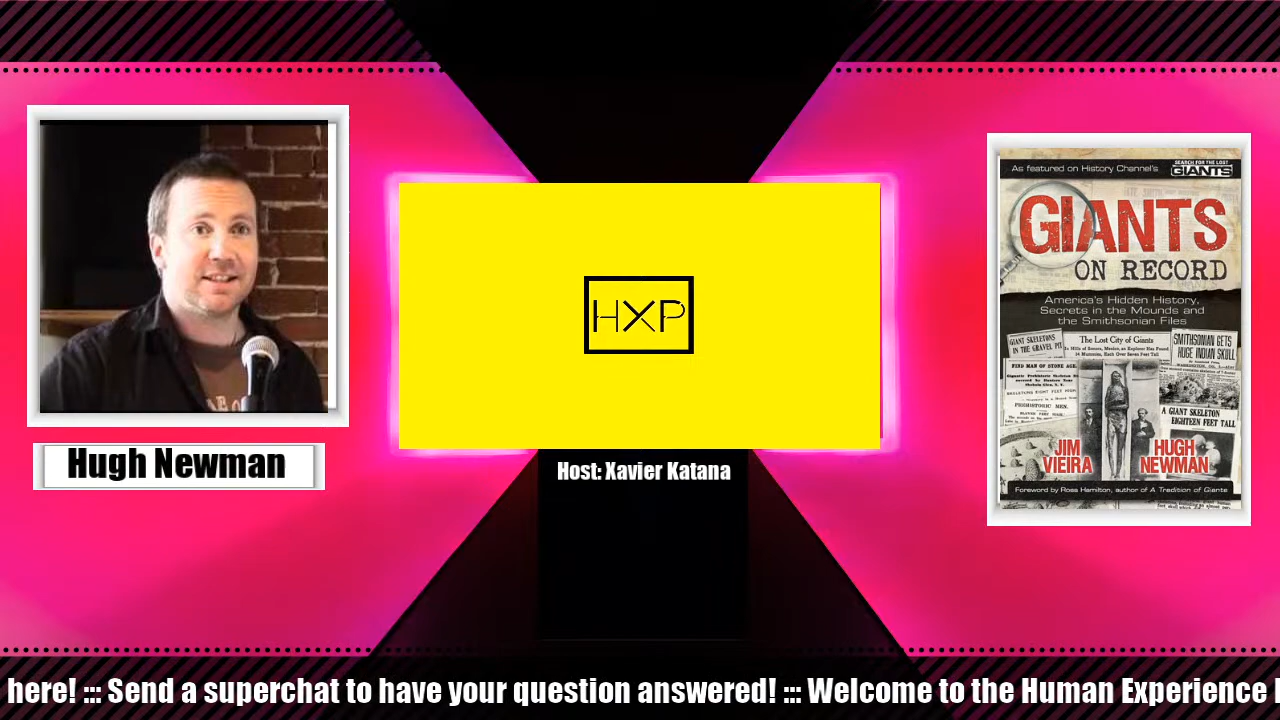 Hugh Newman
HXP
Host: Xavier Katana
As featured on History Channel's
SEARCH FOR THE LOST
GIANTS
GIANTS
ON RECORD
America's Hidden History,
Secrets in the Mounds and
the Smithsonian Files
GIANT SKELETONS
IN THE GRAVEL PIT
The Lost City of Giants
SMITHSONIAN GETS
HUGE INDIAN SKULL
FIND MAN OF STONE AGE
PREHISTORIC MEN.
A GIANT SKELETON
EIGHTEEN FEET TALL
JIM
VIEIRA
HUGH
NEWMAN
Foreword by Ross Hamilton, author of A Tradition of Giants
here! ::: Send a superchat to have your question answered! ::: Welcome to the Human Experience